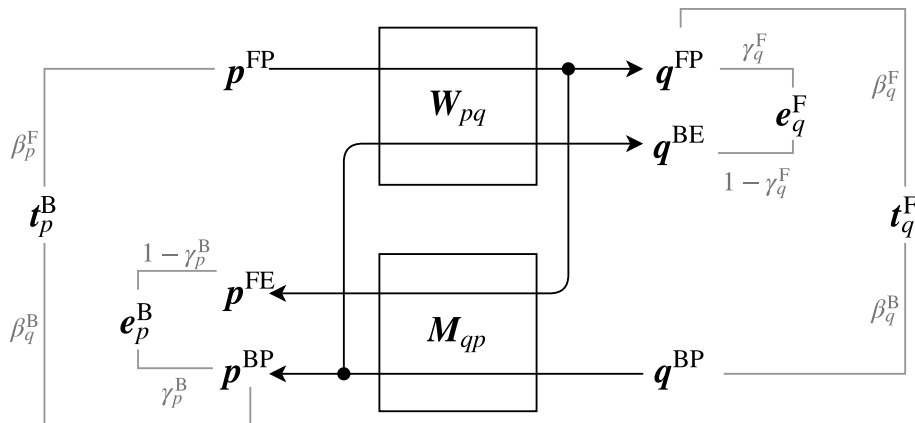 γ_q^F
p^FP
q^FP
β_q^F
W_pq
e_q^F
β_p^F
q^BE
1 − γ_q^F
t_p^B
t_q^F
1 − γ_p^B
p^FE
e_p^B
β_q^B
β_q^B
M_qp
p^BP
q^BP
γ_p^B